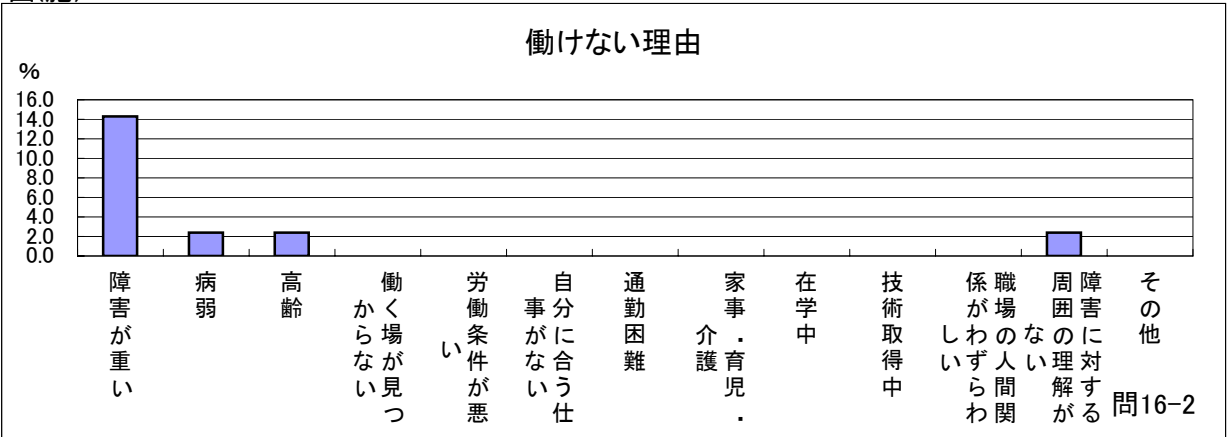 働けない理由
%
16.0
14.0
12.0
10.0
8.0
6.0
4.0
2.0
0.0
障害が重い
病弱
高齢
働く場が見つ
からない
労働条件が悪
い
自分に合う仕
事がない
通勤困難
家事・育児・
介護
在学中
技術取得中
職場の人間関
係がわずらわ
しい
障害に対する
周囲の理解が
ない
その他
問16-2